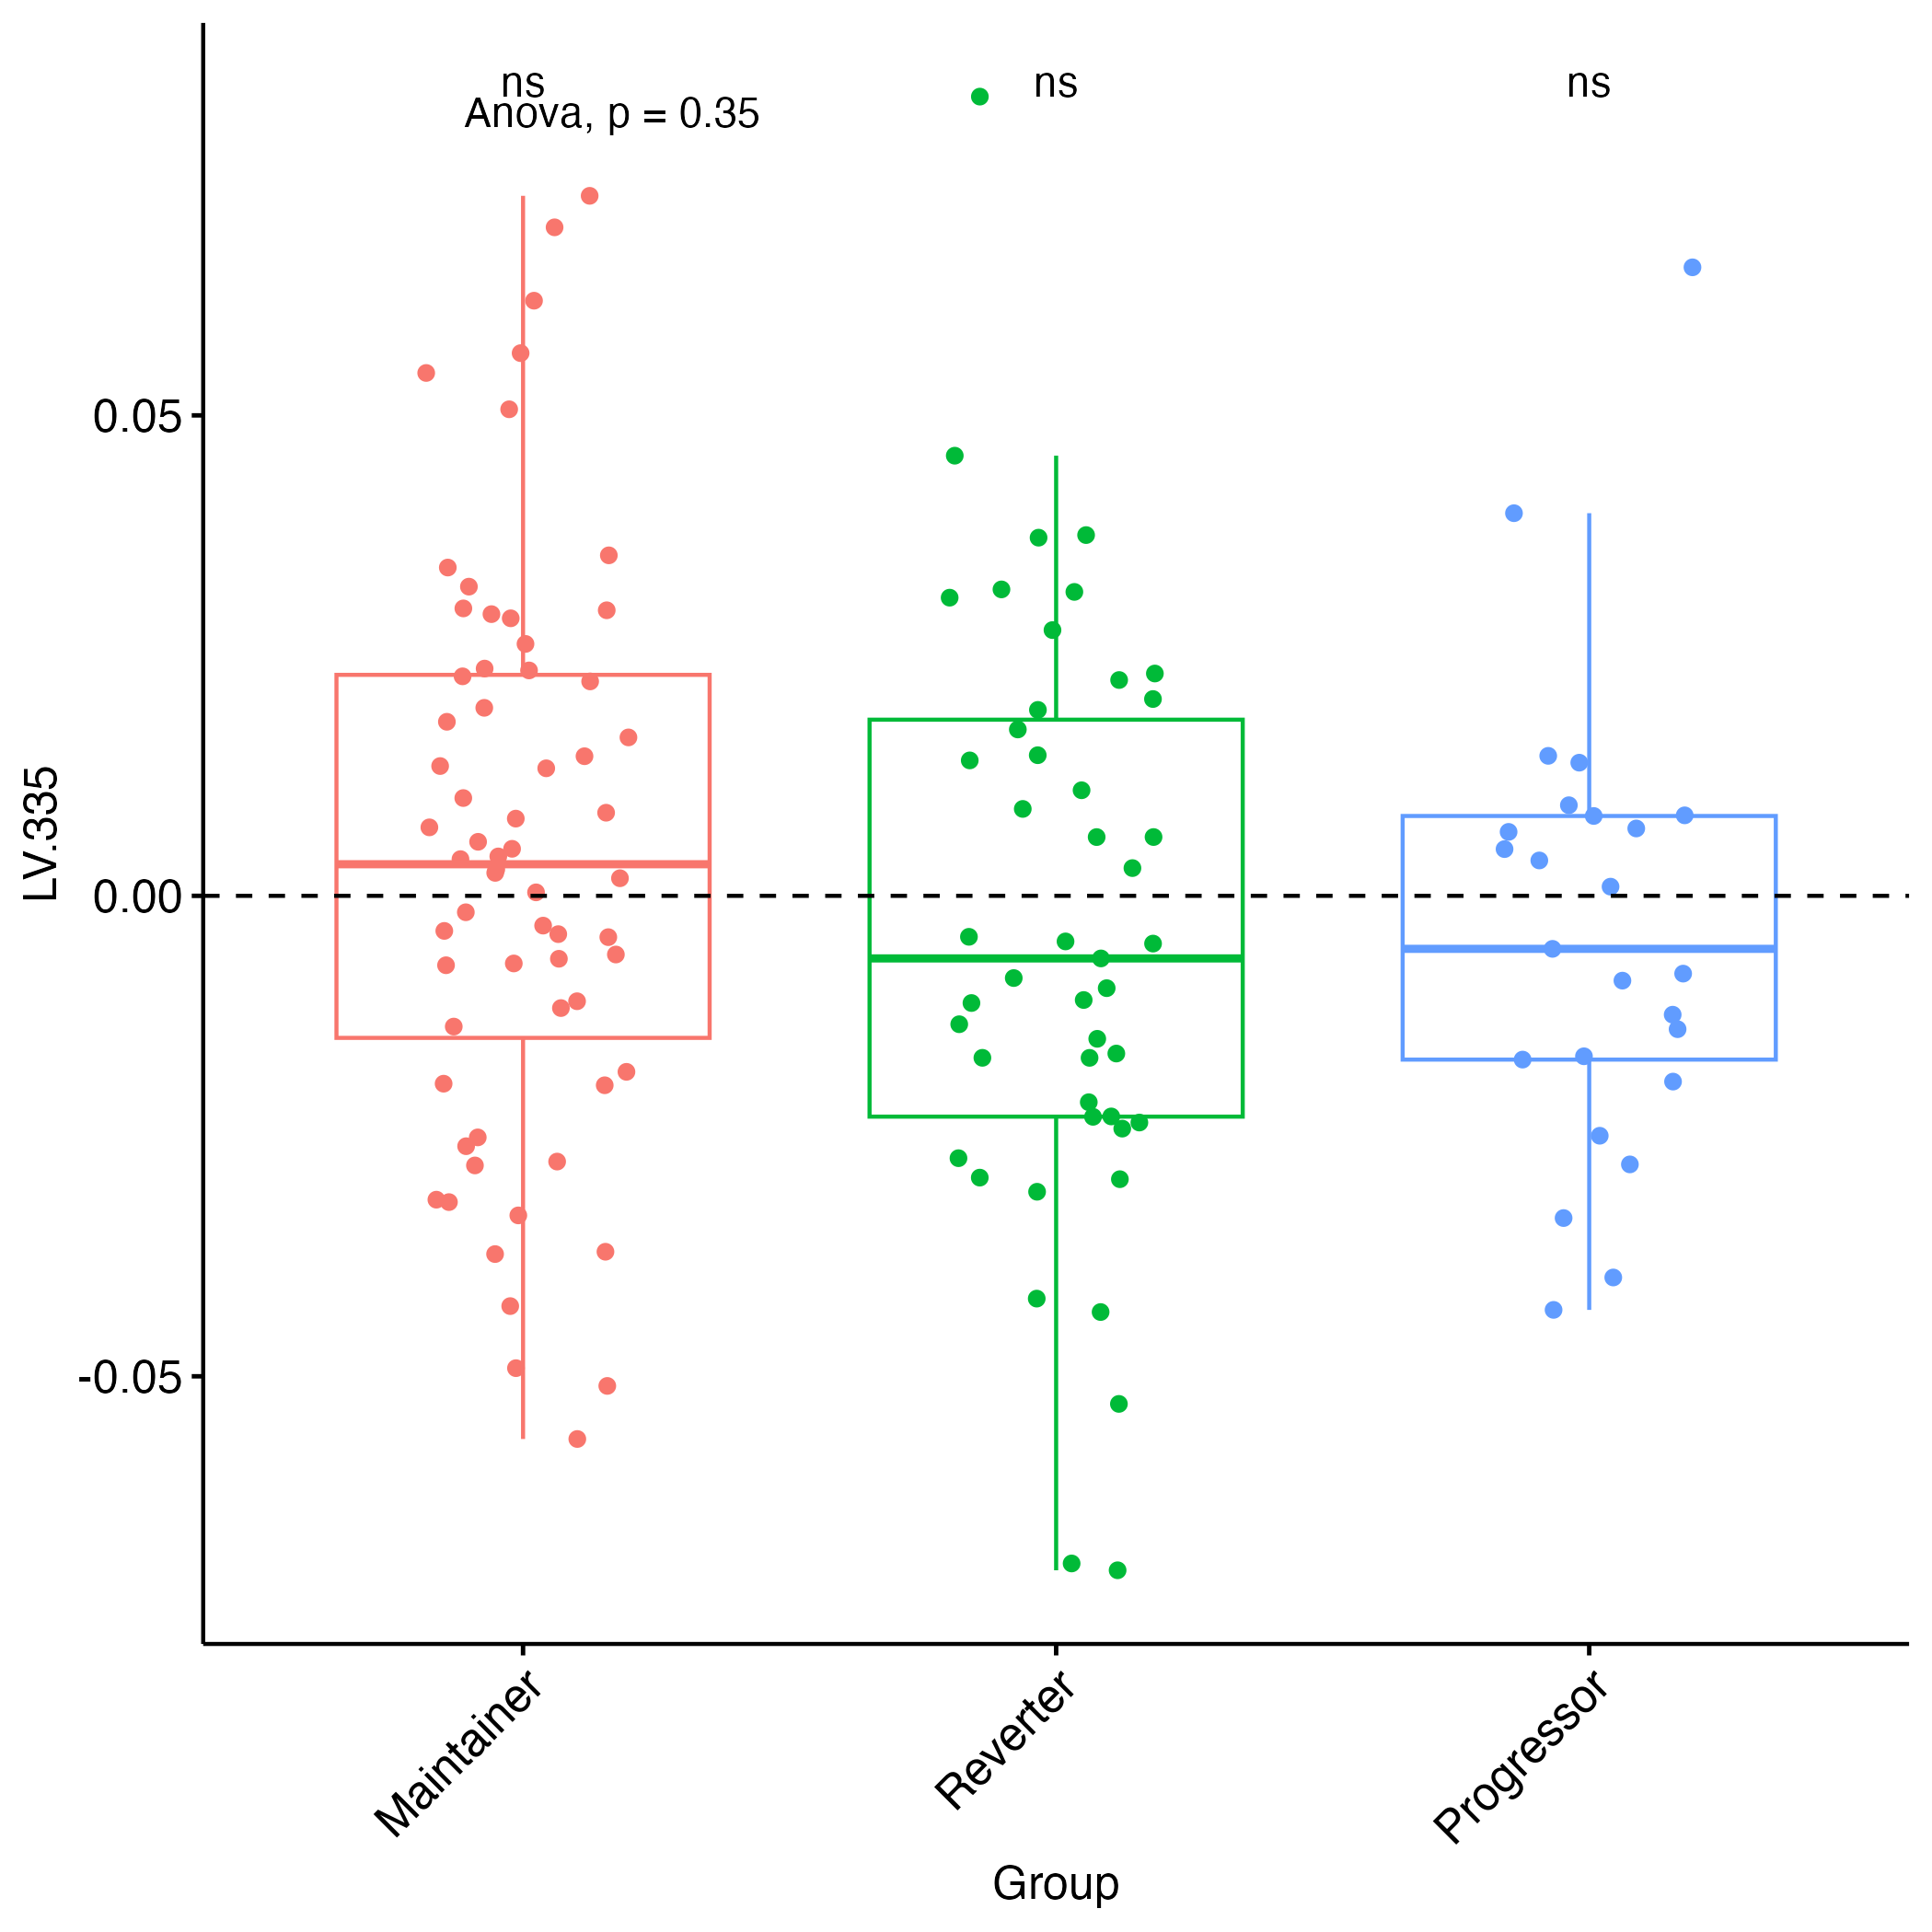 ns
ns
ns
Anova, p = 0.35
0.05
0.00
-0.05
LV.335
Maintainer
Reverter
Progressor
Group